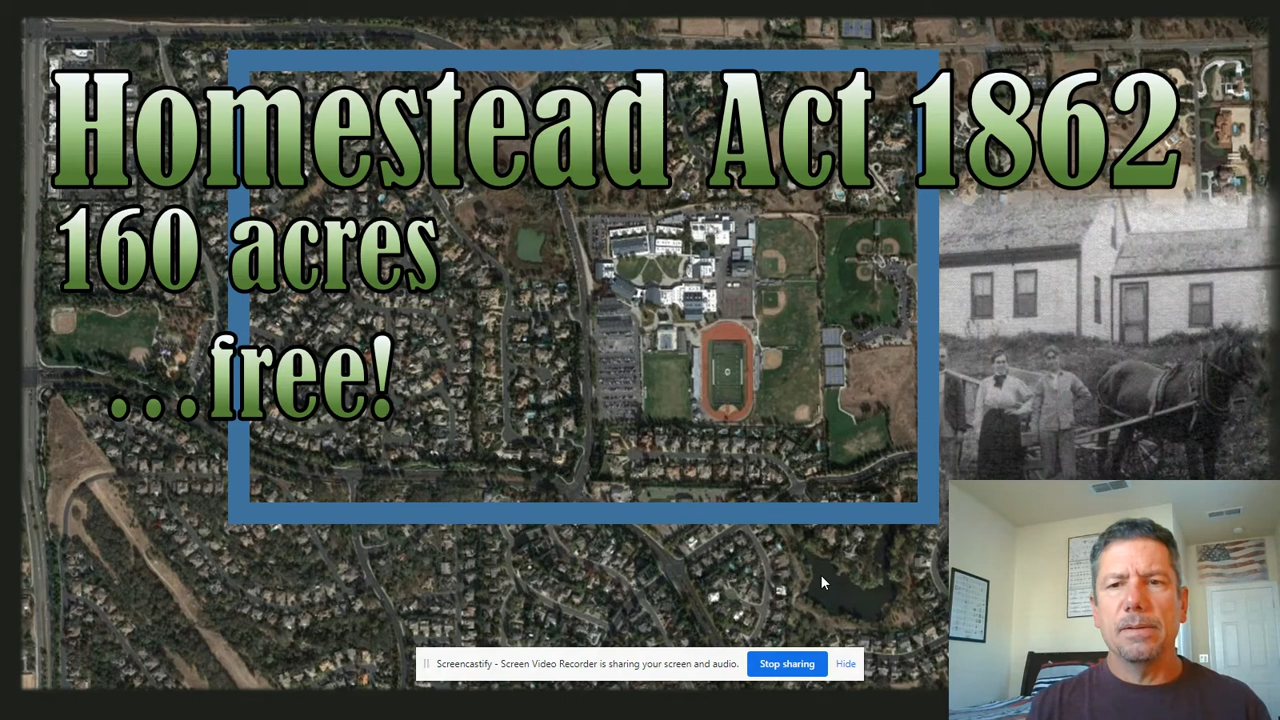 Homestead Act 1862
160 acres
...free!
Screencastify - Screen Video Recorder is sharing your screen and audio.
Stop sharing
Hide